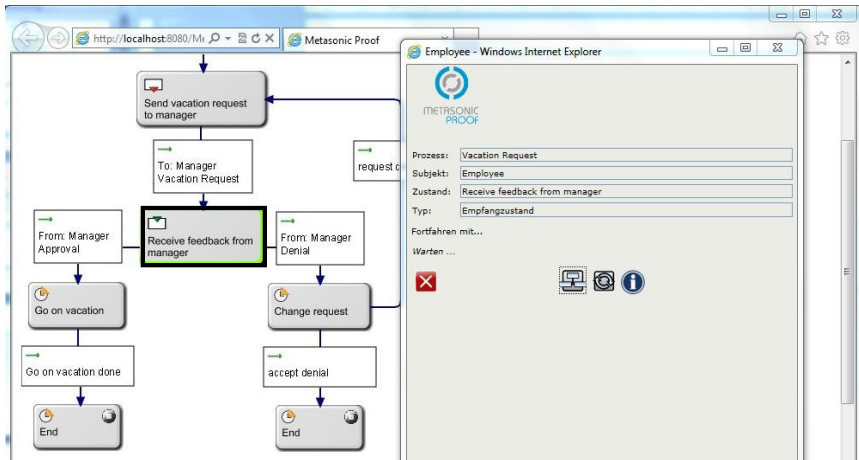 http://localhost:8080/Me
Metasonic Proof
Send vacation request
to manager
To: Manager
Vacation Request
request c
From: Manager
Approval
Receive feedback from
manager
From: Manager
Denial
Go on vacation
Change request
Go on vacation done
accept denial
End
End
Employee - Windows Internet Explorer
METASONIC
PROOF
Prozess: Vacation Request
Subjekt: Employee
Zustand: Receive feedback from manager
Typ: Empfangzustand
Fortfahren mit...
Warten ...